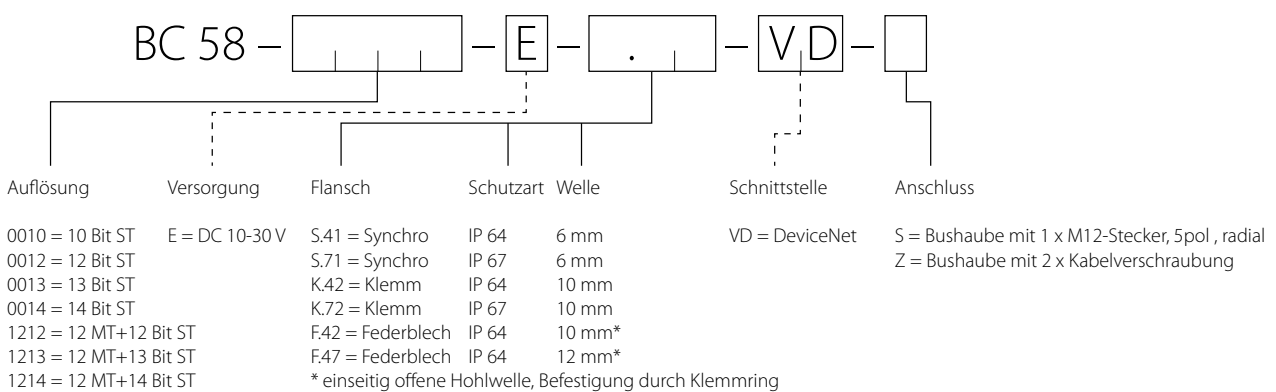 BC 58 – – E – . – VD –
Auflösung Versorgung Flansch Schutzart Welle Schnittstelle Anschluss
0010 = 10 Bit ST E = DC 10-30 V S.41 = Synchro IP 64 6 mm VD = DeviceNet S = Bushaube mit 1 x M12-Stecker, 5pol , radial
0012 = 12 Bit ST S.71 = Synchro IP 67 6 mm Z = Bushaube mit 2 x Kabelverschraubung
0013 = 13 Bit ST K.42 = Klemm IP 64 10 mm
0014 = 14 Bit ST K.72 = Klemm IP 67 10 mm
1212 = 12 MT+12 Bit ST F.42 = Federblech IP 64 10 mm*
1213 = 12 MT+13 Bit ST F.47 = Federblech IP 64 12 mm*
1214 = 12 MT+14 Bit ST * einseitig offene Hohlwelle, Befestigung durch Klemmring